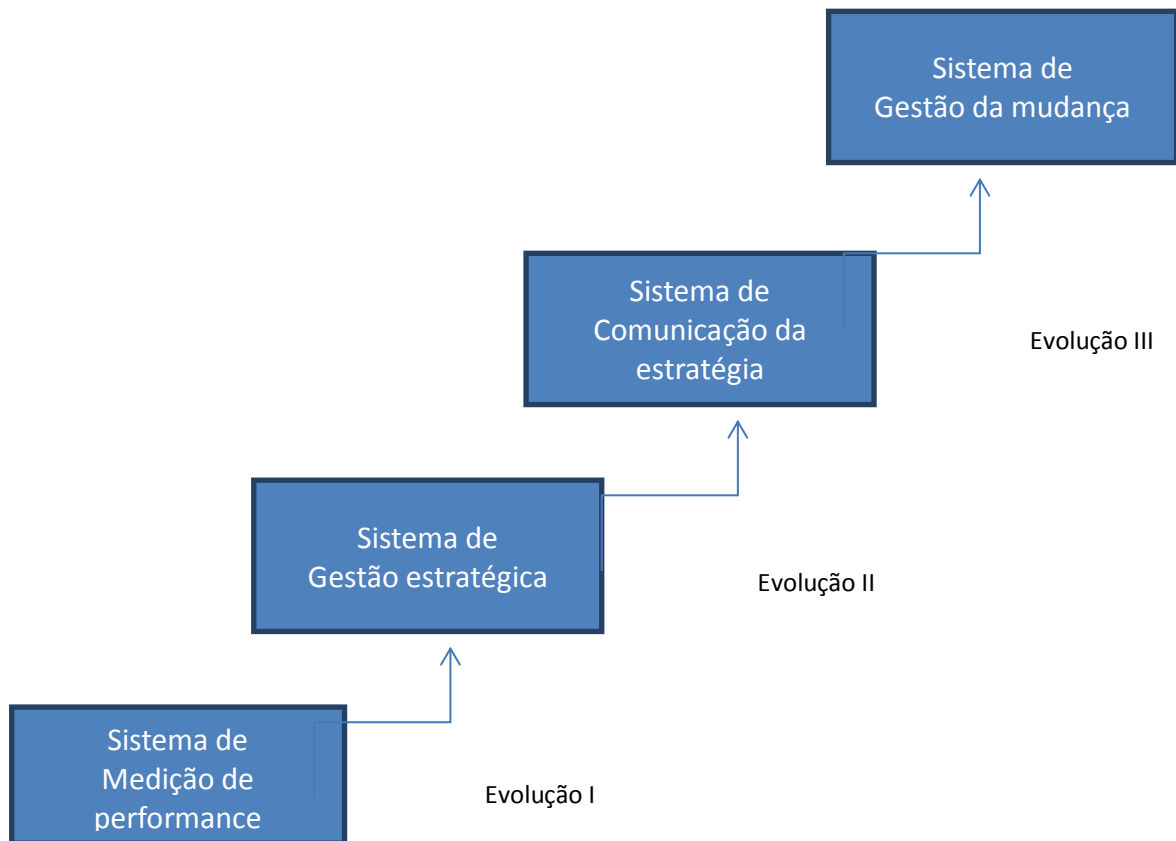 Sistema de
Gestão da mudança
Sistema de
Comunicação da
estratégia
Evolução III
Sistema de
Gestão estratégica
Evolução II
Sistema de
Medição de
performance
Evolução I